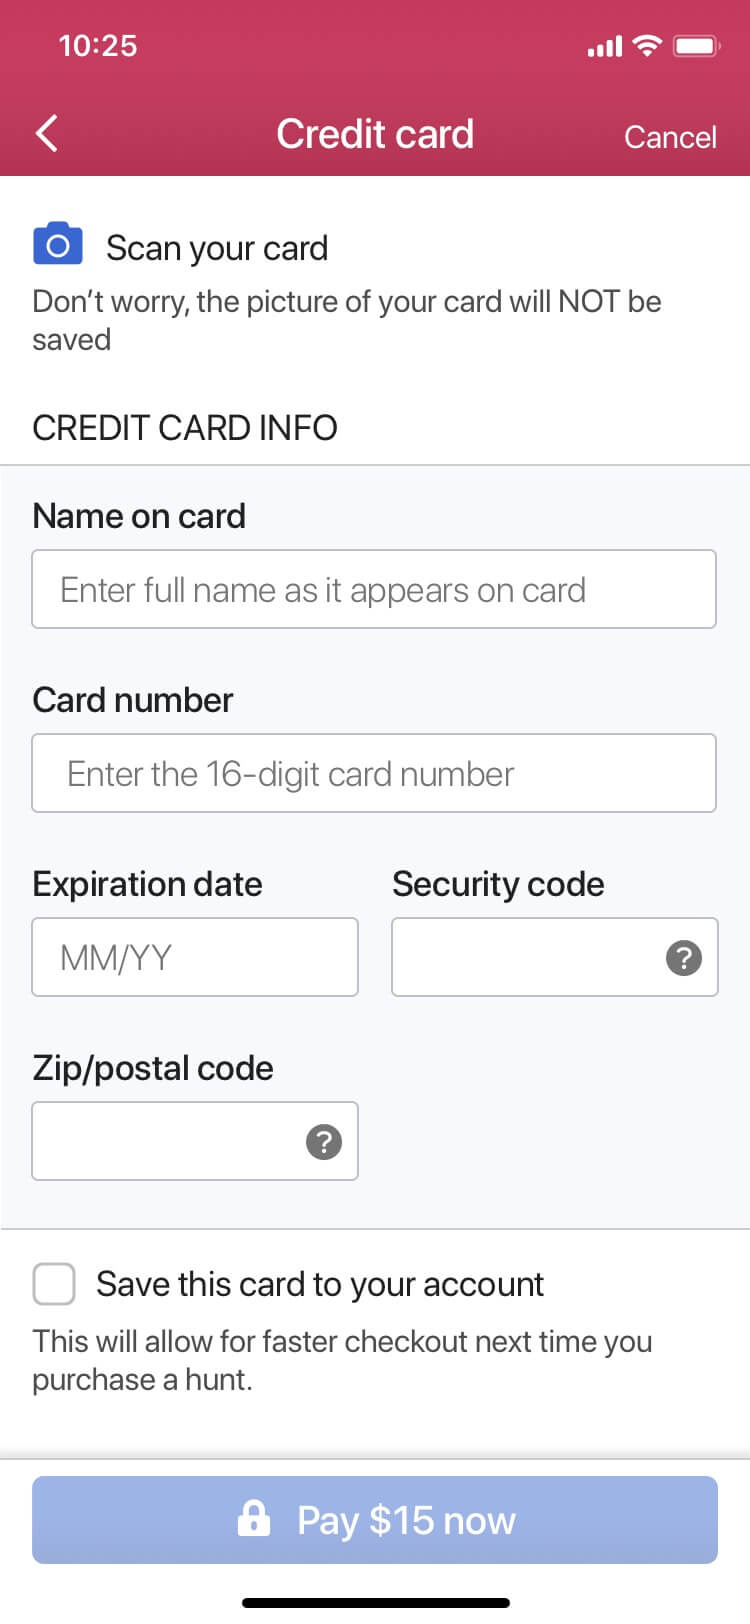 10:25
Credit card
Cancel
Scan your card
Don't worry, the picture of your card will NOT be
saved
CREDIT CARD INFO
Name on card
Enter full name as it appears on card
Card number
Enter the 16-digit card number
Expiration date
Security code
MM/YY
?
Zip/postal code
?
Save this card to your account
This will allow for faster checkout next time you
purchase a hunt.
Pay $15 now